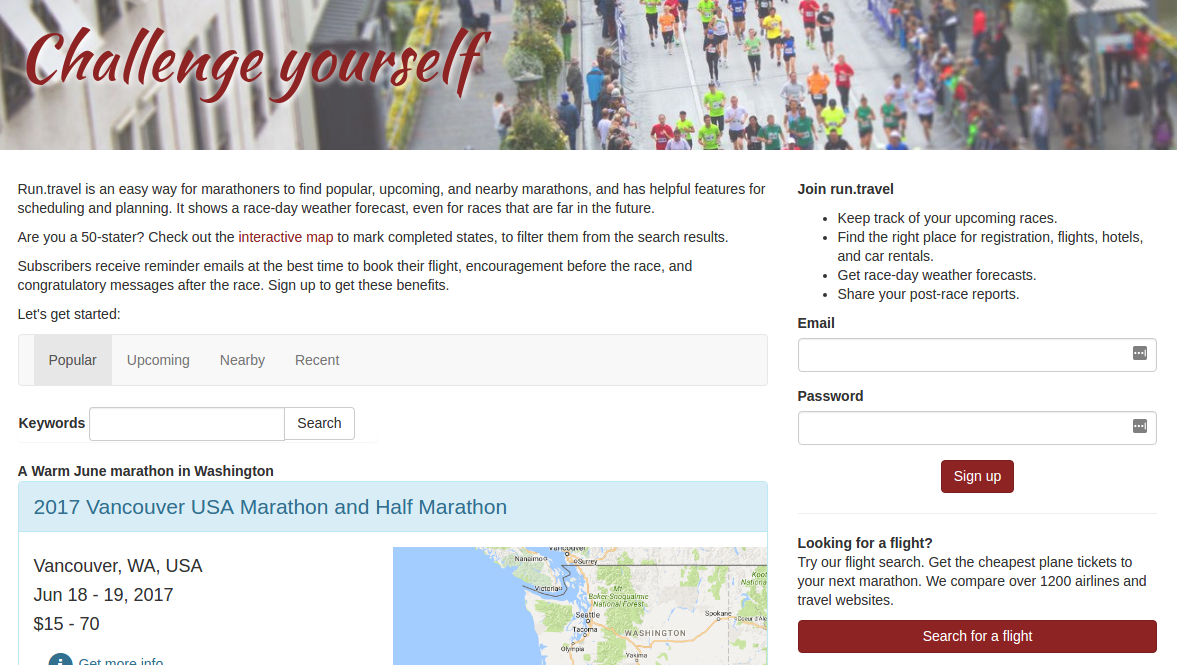 Challenge yourself
Run.travel is an easy way for marathoners to find popular, upcoming, and nearby marathons, and has helpful features for
scheduling and planning. It shows a race-day weather forecast, even for races that are far in the future.
Are you a 50-stater? Check out the interactive map to mark completed states, to filter them from the search results.
Subscribers receive reminder emails at the best time to book their flight, encouragement before the race, and
congratulatory messages after the race. Sign up to get these benefits.
Let's get started:
Popular Upcoming Nearby Recent
Keywords Search
A Warm June marathon in Washington
2017 Vancouver USA Marathon and Half Marathon
Vancouver, WA, USA
Jun 18 - 19, 2017
$15 - 70
Get more info
Vancouver
Nanaimo
Surrey
Victoria
Mt
Baker-Snoqualmie
National Forest
Seattle
Tacoma
Olympia
WASHINGTON
Spokane
Yakima
Coeur d'Alene
Koot
Nationa
Join run.travel
Keep track of your upcoming races.
Find the right place for registration, flights, hotels,
and car rentals.
Get race-day weather forecasts.
Share your post-race reports.
Email
Password
Sign up
Looking for a flight?
Try our flight search. Get the cheapest plane tickets to
your next marathon. We compare over 1200 airlines and
travel websites.
Search for a flight